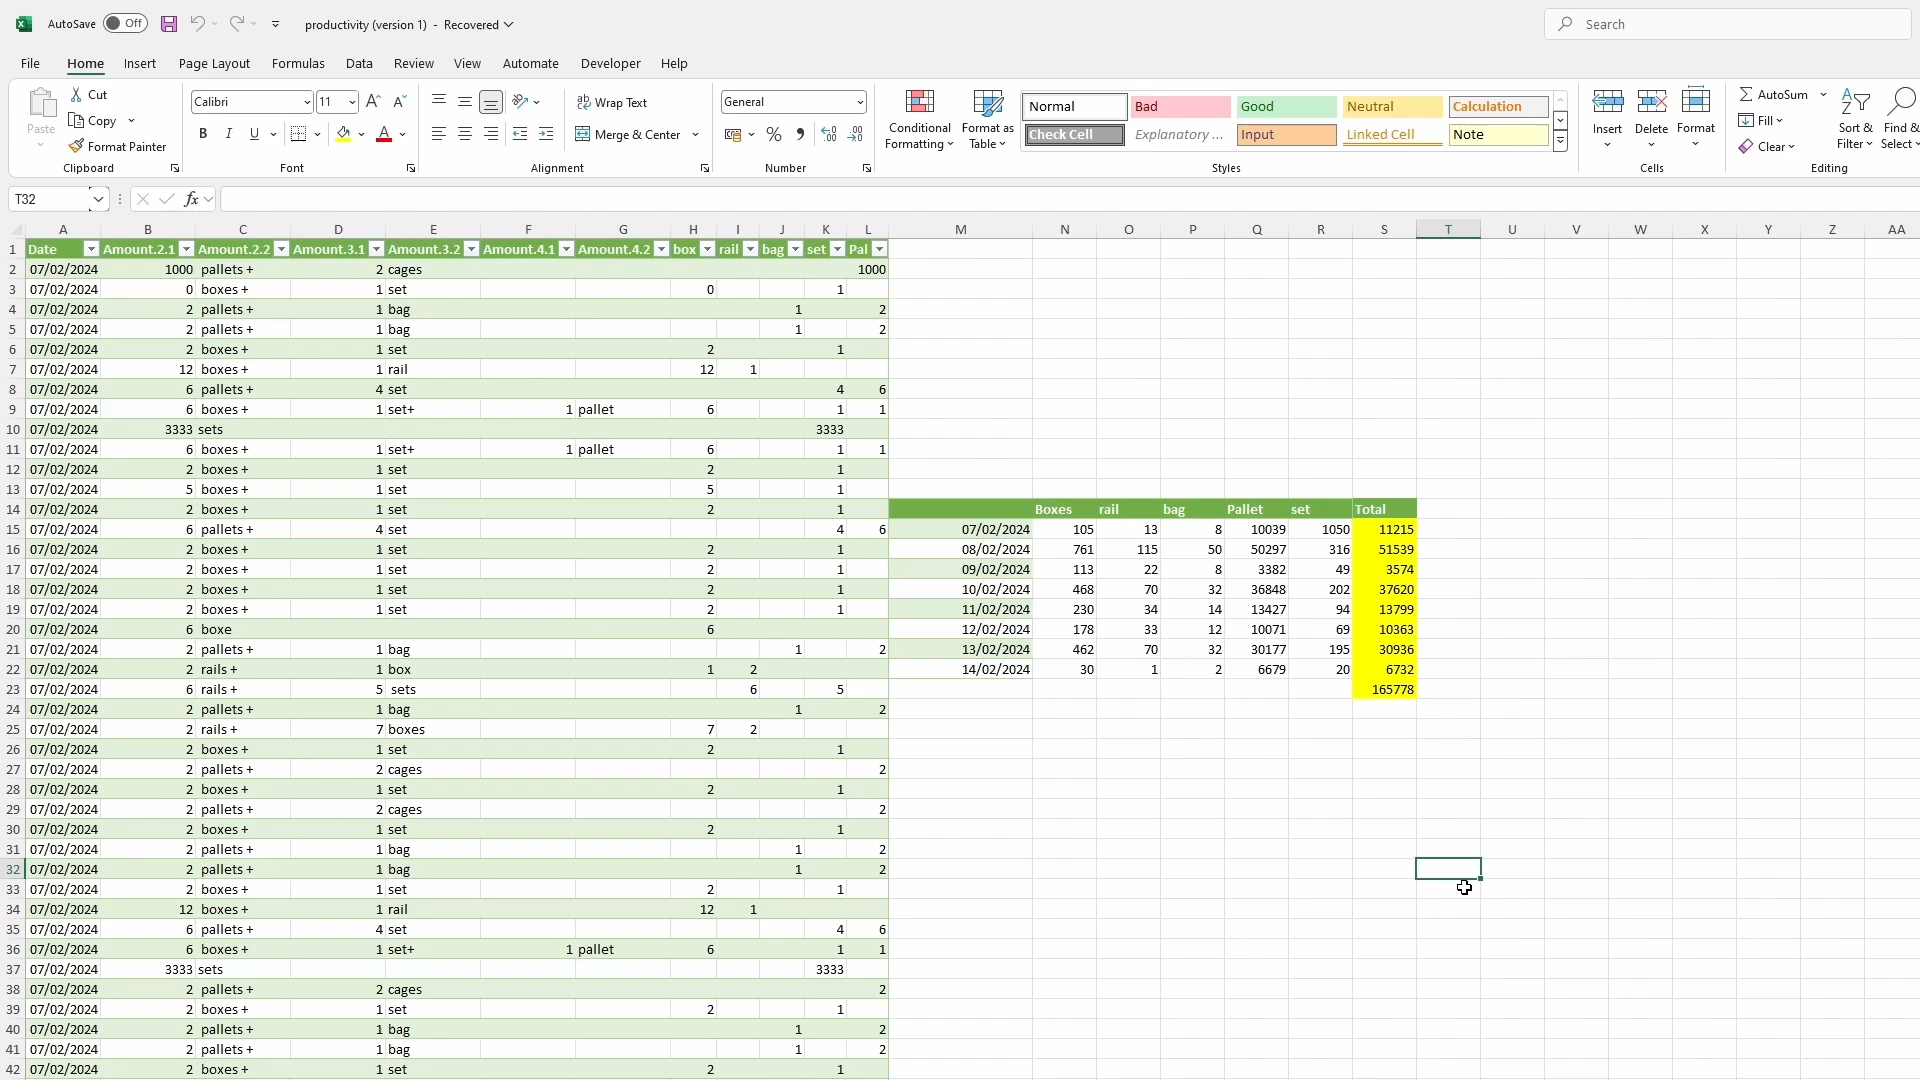 AutoSave Off productivity (version 1) - Recovered Search
File Home Insert Page Layout Formulas Data Review View Automate Developer Help
Paste Cut Copy Format Painter Clipboard
Calibri 11 B I U A Font
Wrap Text Merge & Center Alignment
General % Number
Conditional Formatting Format as Table
Normal Bad Good Neutral Calculation
Check Cell Explanatory ... Input Linked Cell Note
Styles
Insert Delete Format Cells
AutoSum Fill Clear Sort & Filter Find & Select Editing
T32 fx
A B C D E F G H I J K L M N O P Q R S T U V W X Y Z AA
1 Date Amount.2.1 Amount.2.2 Amount.3.1 Amount.3.2 Amount.4.1 Amount.4.2 box rail bag set Pal
2 07/02/2024 1000 pallets + 2 cages 1000
3 07/02/2024 0 boxes + 1 set 0 1
4 07/02/2024 2 pallets + 1 bag 1 2
5 07/02/2024 2 pallets + 1 bag 1 2
6 07/02/2024 2 boxes + 1 set 2 1
7 07/02/2024 12 boxes + 1 rail 12 1
8 07/02/2024 6 pallets + 4 set 4 6
9 07/02/2024 6 boxes + 1 set+ 1 pallet 6 1 1
10 07/02/2024 3333 sets 3333
11 07/02/2024 6 boxes + 1 set+ 1 pallet 6 1 1
12 07/02/2024 2 boxes + 1 set 2 1
13 07/02/2024 5 boxes + 1 set 5 1
14 07/02/2024 2 boxes + 1 set 2 1 Boxes rail bag Pallet set Total
15 07/02/2024 6 pallets + 4 set 4 6 07/02/2024 105 13 8 10039 1050 11215
16 07/02/2024 2 boxes + 1 set 2 1 08/02/2024 761 115 50 50297 316 51539
17 07/02/2024 2 boxes + 1 set 2 1 09/02/2024 113 22 8 3382 49 3574
18 07/02/2024 2 boxes + 1 set 2 1 10/02/2024 468 70 32 36848 202 37620
19 07/02/2024 2 boxes + 1 set 2 1 11/02/2024 230 34 14 13427 94 13799
20 07/02/2024 6 boxe 6 12/02/2024 178 33 12 10071 69 10363
21 07/02/2024 2 pallets + 1 bag 1 2 13/02/2024 462 70 32 30177 195 30936
22 07/02/2024 2 rails + 1 box 1 2 14/02/2024 30 1 2 6679 20 6732
23 07/02/2024 6 rails + 5 sets 6 5 165778
24 07/02/2024 2 pallets + 1 bag 1 2
25 07/02/2024 2 rails + 7 boxes 7 2
26 07/02/2024 2 boxes + 1 set 2 1
27 07/02/2024 2 pallets + 2 cages 2
28 07/02/2024 2 boxes + 1 set 2 1
29 07/02/2024 2 pallets + 2 cages 2
30 07/02/2024 2 boxes + 1 set 2 1
31 07/02/2024 2 pallets + 1 bag 1 2
32 07/02/2024 2 pallets + 1 bag 1 2
33 07/02/2024 2 boxes + 1 set 2 1
34 07/02/2024 12 boxes + 1 rail 12 1
35 07/02/2024 6 pallets + 4 set 4 6
36 07/02/2024 6 boxes + 1 set+ 1 pallet 6 1 1
37 07/02/2024 3333 sets 3333
38 07/02/2024 2 pallets + 2 cages 2
39 07/02/2024 2 boxes + 1 set 2 1
40 07/02/2024 2 pallets + 1 bag 1 2
41 07/02/2024 2 pallets + 1 bag 1 2
42 07/02/2024 2 boxes + 1 set 2 1